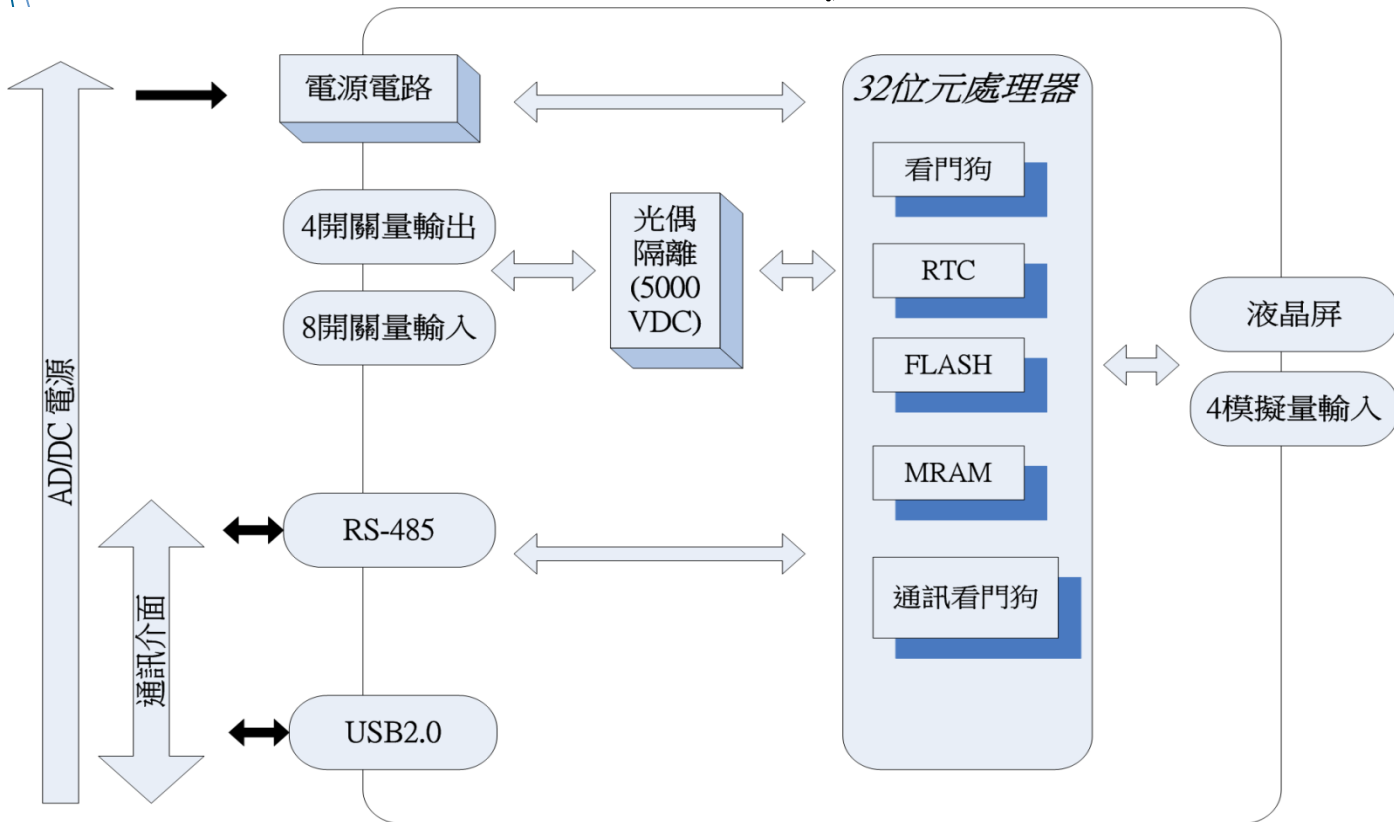 電源電路
32位元處理器
看門狗
4開關量輸出
光偶
隔離
(5000
VDC)
RTC
8開關量輸入
液晶屏
FLASH
4模擬量輸入
AD/DC 電源
MRAM
RS-485
通訊看門狗
通訊介面
USB2.0